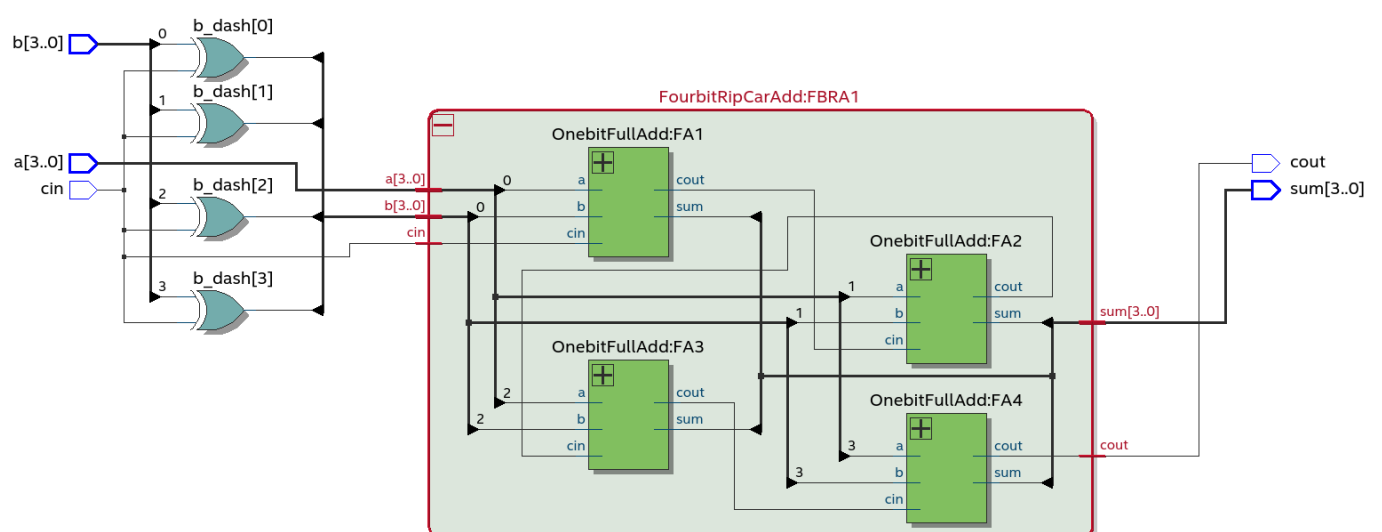 b_dash[0]
b[3..0]
0
b_dash[1]
1
FourbitRipCarAdd:FBRA1
OnebitFullAdd:FA1
a[3..0]
cin
b_dash[2]
2
a[3..0]
0
a
cout
b[3..0]
0
b
sum
cin
cin
cout
sum[3..0]
b_dash[3]
3
OnebitFullAdd:FA2
1
a
cout
1
b
sum
cin
sum[3..0]
OnebitFullAdd:FA3
2
a
cout
2
b
sum
cin
OnebitFullAdd:FA4
3
a
cout
3
b
sum
cin
cout